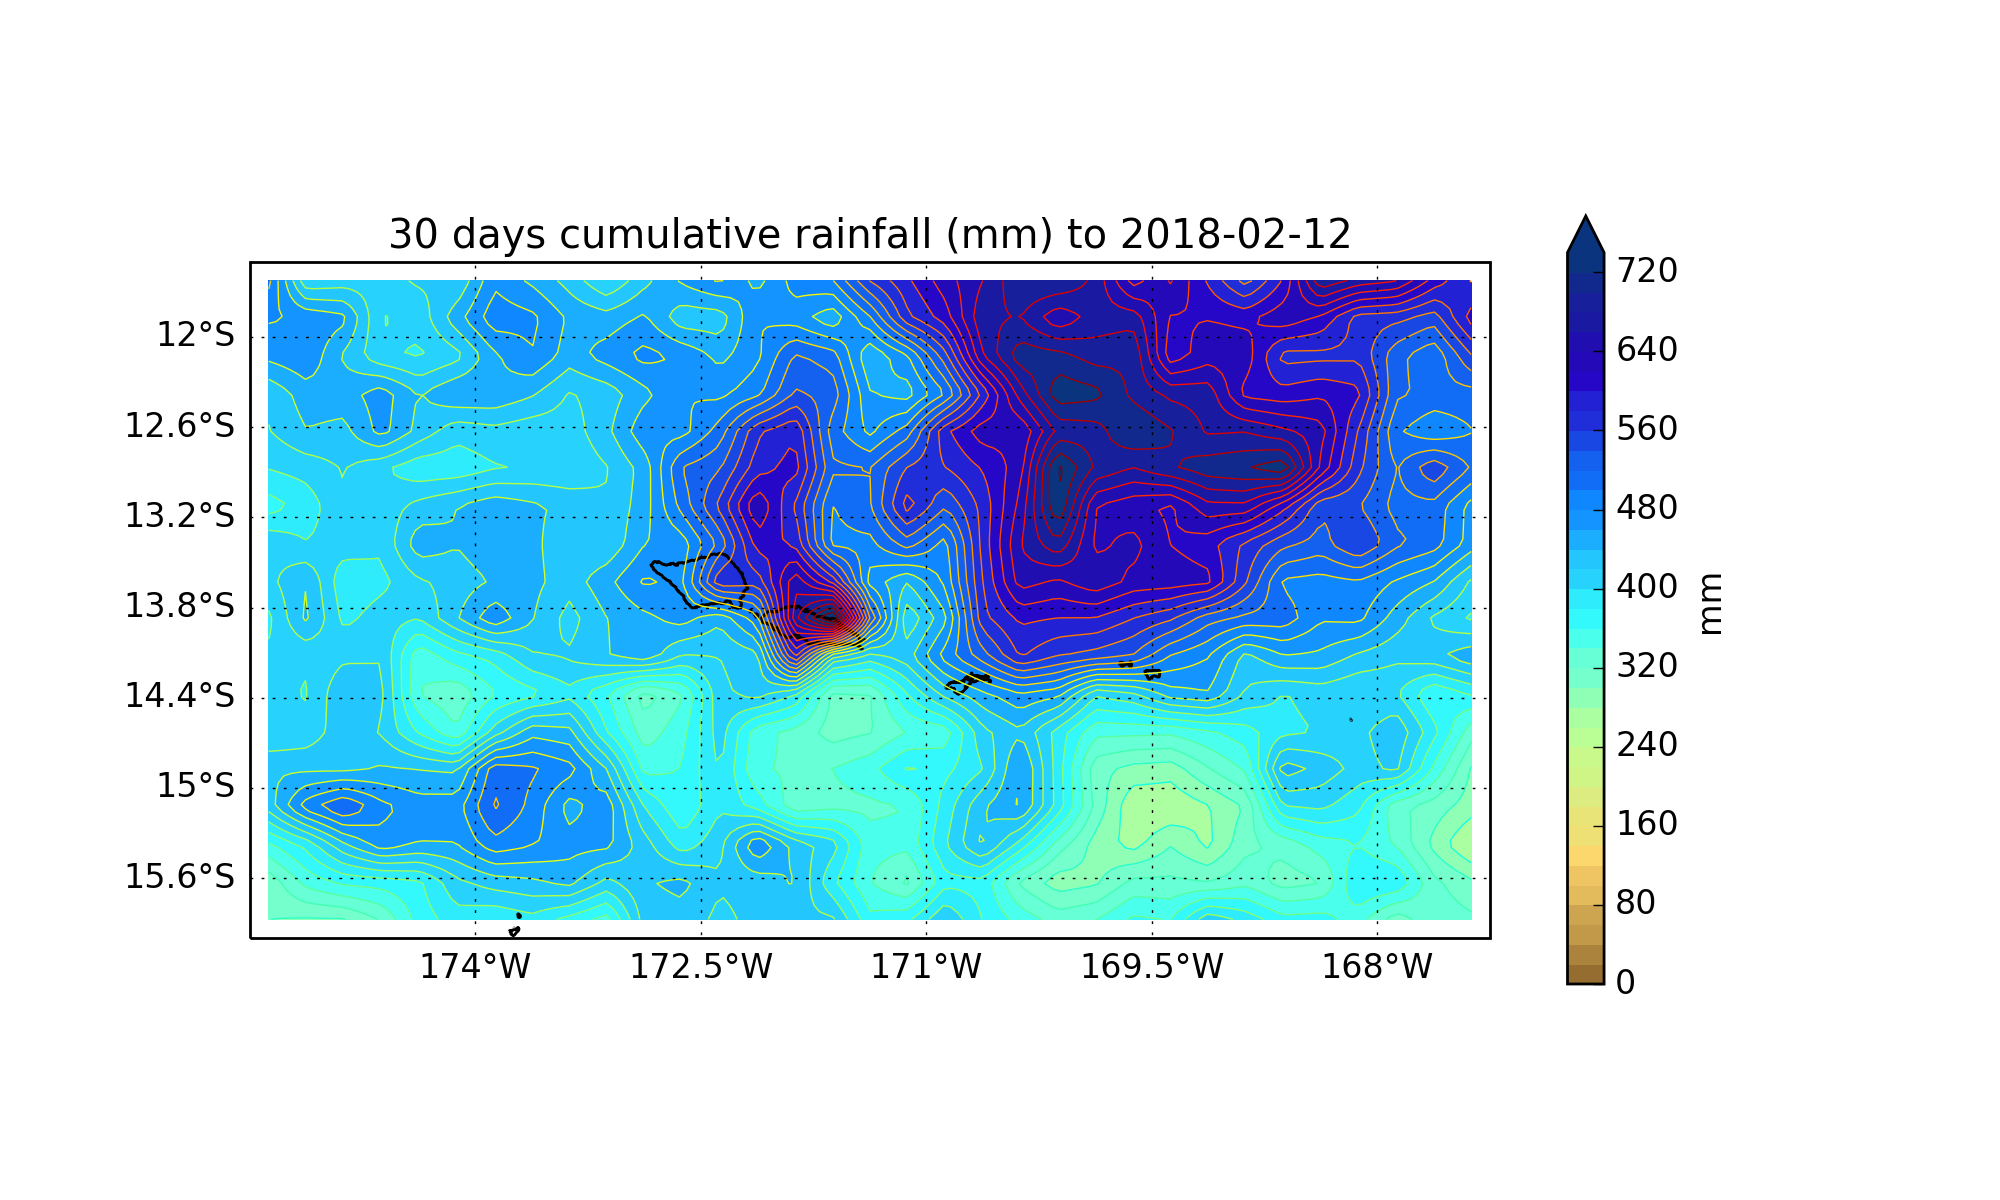 30 days cumulative rainfall (mm) to 2018-02-12
12°S
12.6°S
13.2°S
13.8°S
14.4°S
15°S
15.6°S
174°W
172.5°W
171°W
169.5°W
168°W
720
640
560
480
400
320
240
160
80
0
mm